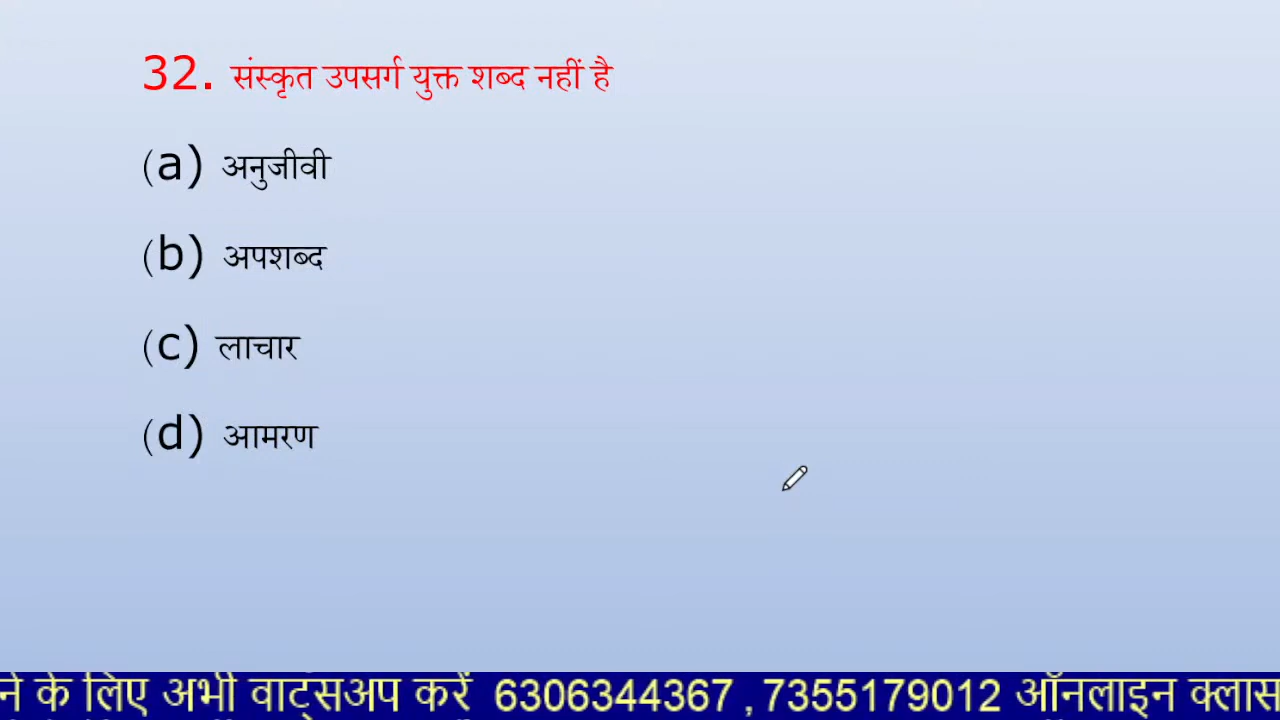 32. संस्कृत उपसर्ग युक्त शब्द नहीं है
(a) अनुजीवी
(b) अपशब्द
(c) लाचार
(d) आमरण
ने के लिए अभी वाट्सअप करें 6306344367 , 7355179012 ऑनलाइन क्लास